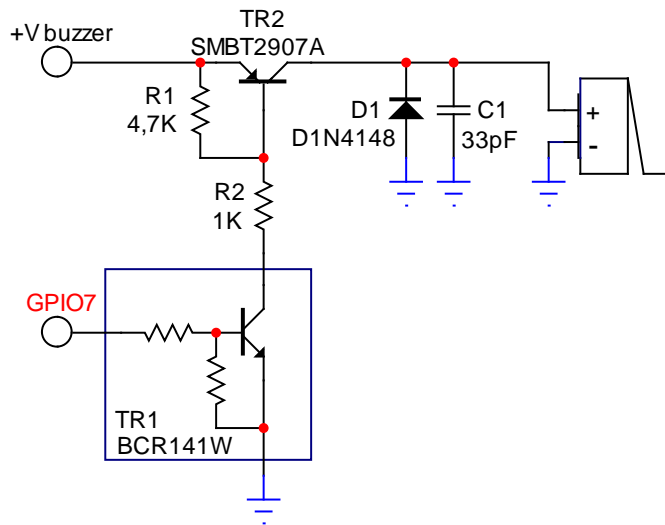 TR2
+V buzzer
SMBT2907A
R1
4,7K
D1
D1N4148
C1
33pF
+
-
R2
1K
GPIO7
TR1
BCR141W